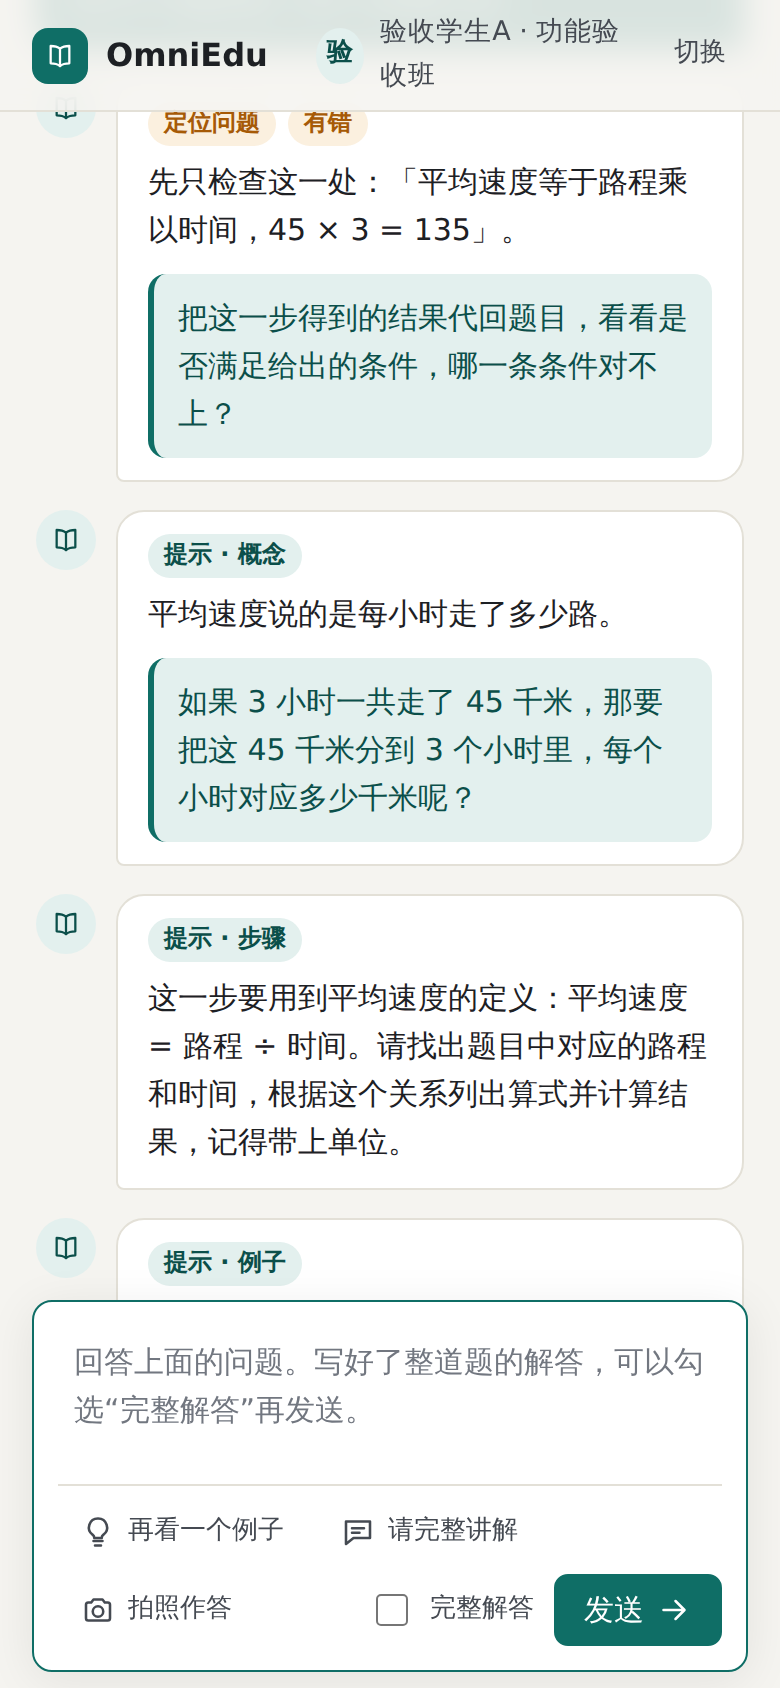 OmniEdu
验
验收学生A · 功能验
收班
切换
定位问题
有错
先只检查这一处：「平均速度等于路程乘
以时间，45 × 3 = 135」。
把这一步得到的结果代回题目，看看是
否满足给出的条件，哪一条条件对不
上？
提示 · 概念
平均速度说的是每小时走了多少路。
如果 3 小时一共走了 45 千米，那要
把这 45 千米分到 3 个小时里，每个
小时对应多少千米呢？
提示 · 步骤
这一步要用到平均速度的定义：平均速度
= 路程 ÷ 时间。请找出题目中对应的路程
和时间，根据这个关系列出算式并计算结
果，记得带上单位。
提示 · 例子
回答上面的问题。写好了整道题的解答，可以勾
选“完整解答”再发送。
再看一个例子
请完整讲解
拍照作答
完整解答
发送